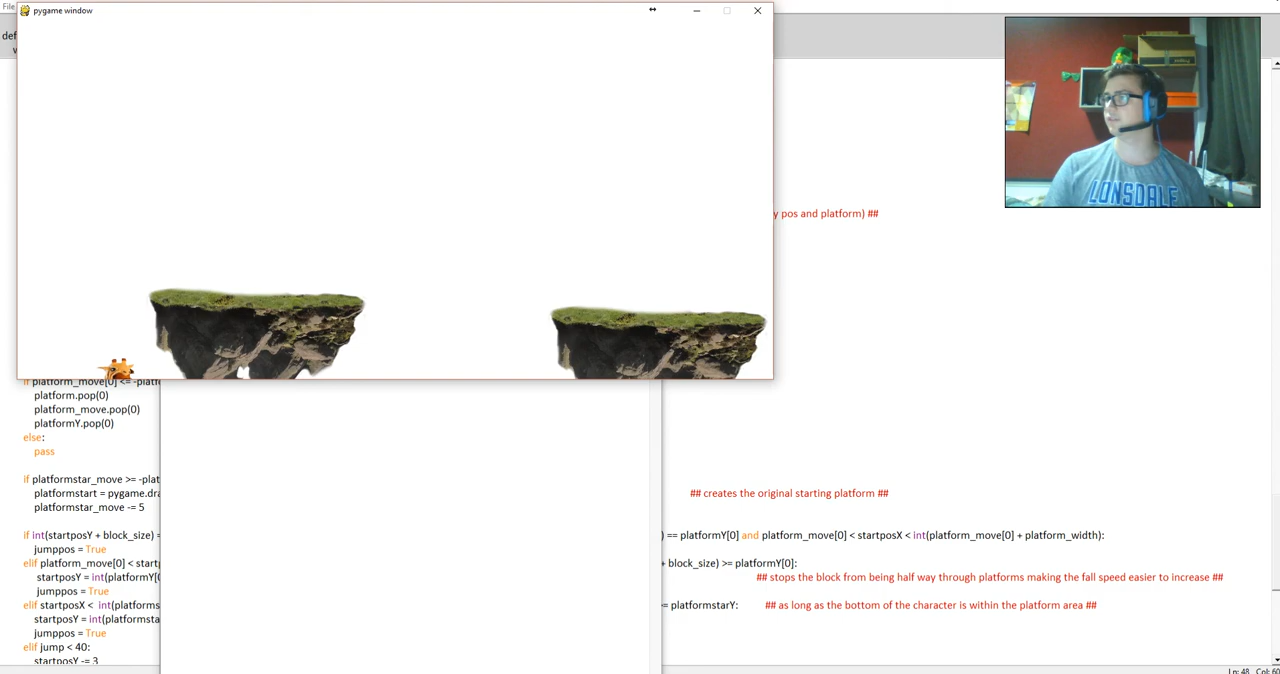 File
pygame window
def
LONSDALE
y pos and platform) ##
if platform_move[0] <= -platf
platform.pop(0)
platform_move.pop(0)
platformY.pop(0)
else:
pass
if platformstar_move >= -plat
platformstart = pygame.dra
## creates the original starting platform ##
platformstar_move -= 5
if int(startposY + block_size) =
) == platformY[0] and platform_move[0] < startposX < int(platform_move[0] + platform_width):
jumppos = True
elif platform_move[0] < start
+ block_size) >= platformY[0]:
startposY = int(platformY[0
## stops the block from being half way through platforms making the fall speed easier to increase ##
jumppos = True
elif startposX < int(platforms
= platformstarY:
## as long as the bottom of the character is within the platform area ##
startposY = int(platformsta
jumppos = True
elif jump < 40:
startposY -= 3
Ln: 48 Col: 60